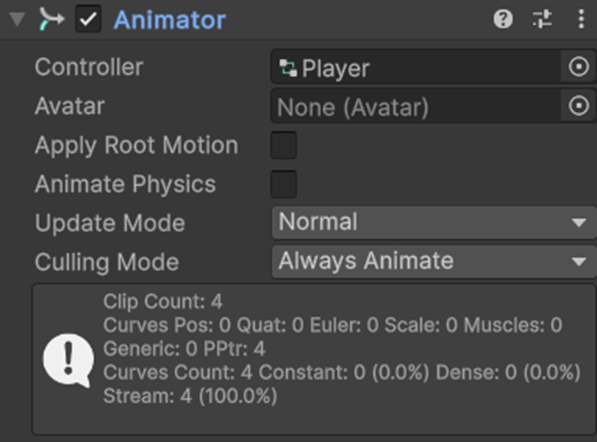 Animator
Controller Player
Avatar None (Avatar)
Apply Root Motion
Animate Physics
Update Mode Normal
Culling Mode Always Animate
Clip Count: 4
Curves Pos: 0 Quat: 0 Euler: 0 Scale: 0 Muscles: 0
Generic: 0 PPtr: 4
Curves Count: 4 Constant: 0 (0.0%) Dense: 0 (0.0%)
Stream: 4 (100.0%)